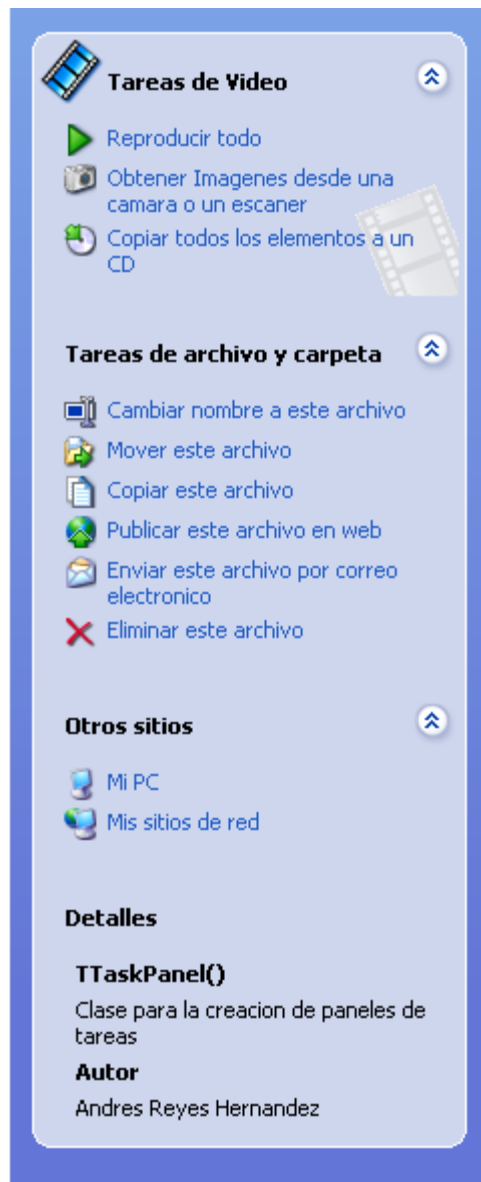 Tareas de Video
Reproducir todo
Obtener Imagenes desde una
camara o un escaner
Copiar todos los elementos a un
CD
Tareas de archivo y carpeta
Cambiar nombre a este archivo
Mover este archivo
Copiar este archivo
Publicar este archivo en web
Enviar este archivo por correo
electronico
Eliminar este archivo
Otros sitios
Mi PC
Mis sitios de red
Detalles
TTaskPanel()
Clase para la creacion de paneles de
tareas
Autor
Andres Reyes Hernandez